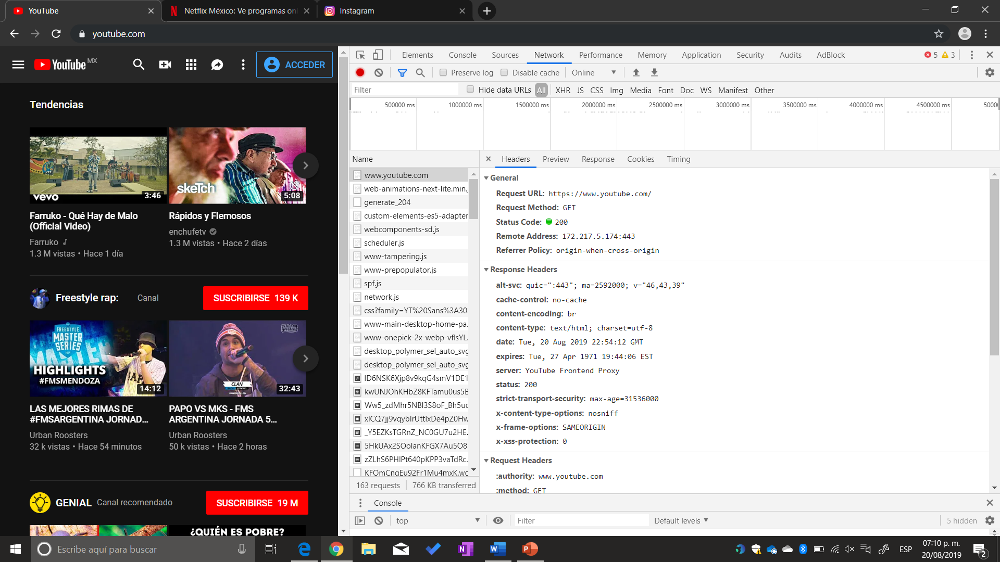 YouTube
Netflix México: Ve programas onl
Instagram
youtube.com
YouTube MX
ACCEDER
Tendencias
vevo
3:46
skeTch
5:08
Farruko - Qué Hay de Malo
(Official Video)
Farruko
1.3 M vistas • Hace 1 día
Rápidos y Flemosos
enchufetv
1.3 M vistas • Hace 2 días
Freestyle rap:
Canal
SUSCRIBIRSE 139 K
FREESTYLE
MASTER
SERIES
HIGHLIGHTS
#FMSMENDOZA
14:12
CLAN
32:43
LAS MEJORES RIMAS DE
#FMSARGENTINA JORNAD...
Urban Roosters
32 k vistas • Hace 54 minutos
PAPO VS MKS - FMS
ARGENTINA JORNADA 5...
Urban Roosters
50 k vistas • Hace 2 horas
GENIAL Canal recomendado
SUSCRIBIRSE 19 M
¿QUIÉN ES POBRE?
Elements Console Sources Network Performance Memory Application Security Audits AdBlock 5 3
Preserve log Disable cache Online
Filter Hide data URLs All XHR JS CSS Img Media Font Doc WS Manifest Other
500000 ms 1000000 ms 1500000 ms 2000000 ms 2500000 ms 3000000 ms 3500000 ms 4000000 ms 4500000 ms 5000
Name
www.youtube.com
web-animations-next-lite.min.j
generate_204
custom-elements-es5-adapter
webcomponents-sd.js
scheduler.js
www-tampering.js
www-prepopulator.js
spf.js
network.js
css?family=YT%20Sans%3A30.
www-main-desktop-home-pa.
www-onepick-2x-webp-vflsYL.
desktop_polymer_sel_auto_svg
desktop_polymer_sel_auto_svg
ID6NSK6Xjp8v9kqG4smV1DE1
kwUNJOhKHbZ8KFTamu0us5B
Ww5_zdMhr5NBI3S8oF_Bh5uc
xlCQ7jj9vqybIrUttlxDe4pZ0Hw
_Y5EZKsTGRnZ_NC0GU7u2HE.
5HkUAx2SOoIanKFGX7Au5O8.
zZLhS6PHIPt640pKPP3vaTdRc.
KFOmCnqEu92Fr1Mu4mxK.wc
163 requests 766 KB transferred
Headers Preview Response Cookies Timing
General
Request URL: https://www.youtube.com/
Request Method: GET
Status Code: 200
Remote Address: 172.217.5.174:443
Referrer Policy: origin-when-cross-origin
Response Headers
alt-svc: quic=":443"; ma=2592000; v="46,43,39"
cache-control: no-cache
content-encoding: br
content-type: text/html; charset=utf-8
date: Tue, 20 Aug 2019 22:54:12 GMT
expires: Tue, 27 Apr 1971 19:44:06 EST
server: YouTube Frontend Proxy
status: 200
strict-transport-security: max-age=31536000
x-content-type-options: nosniff
x-frame-options: SAMEORIGIN
x-xss-protection: 0
Request Headers
:authority: www.youtube.com
:method: GET
Console
top Filter Default levels 5 hidden
Escribe aquí para buscar
ESP
07:10 p. m.
20/08/2019
2